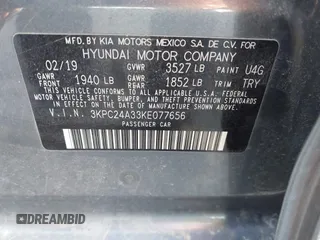 MFD. BY KIA MOTORS MEXICO S.A. DE C.V. FOR
HYUNDAI MOTOR COMPANY
02/19 GVWR 3527 LB PAINT U4G
GAWR FRONT 1940 LB GAWR REAR 1852 LB TRIM TRY
THIS VEHICLE CONFORMS TO ALL APPLICABLE U.S. FEDERAL
MOTOR VEHICLE SAFETY, BUMPER, AND THEFT PREVENTION
STANDARDS IN EFFECT ON THE DATE OF MANUFACTURE
SHOWN ABOVE.
V.I.N. 3KPC24A33KE077656
PASSENGER CAR
DREAMBID